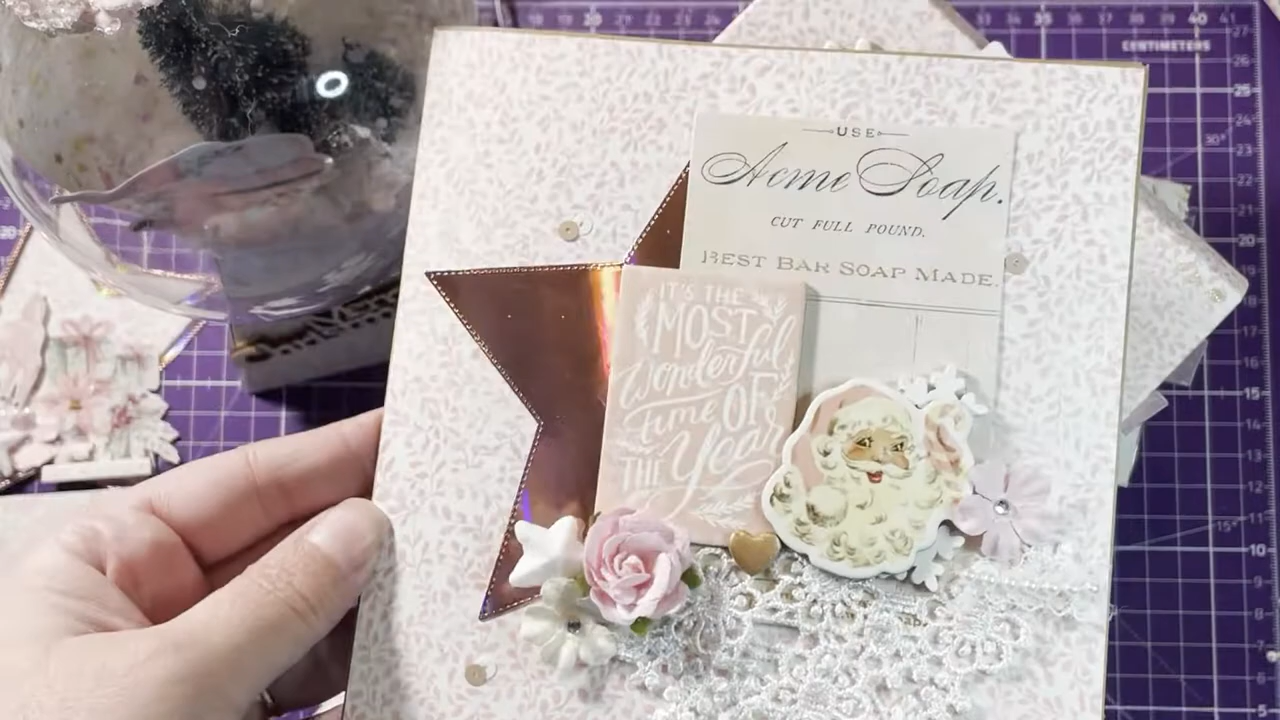 CENTIMETERS
USE
Acme Soap.
CUT FULL POUND.
BEST BAR SOAP MADE.
IT'S THE
MOST
Wonderful
time OF
THE Year